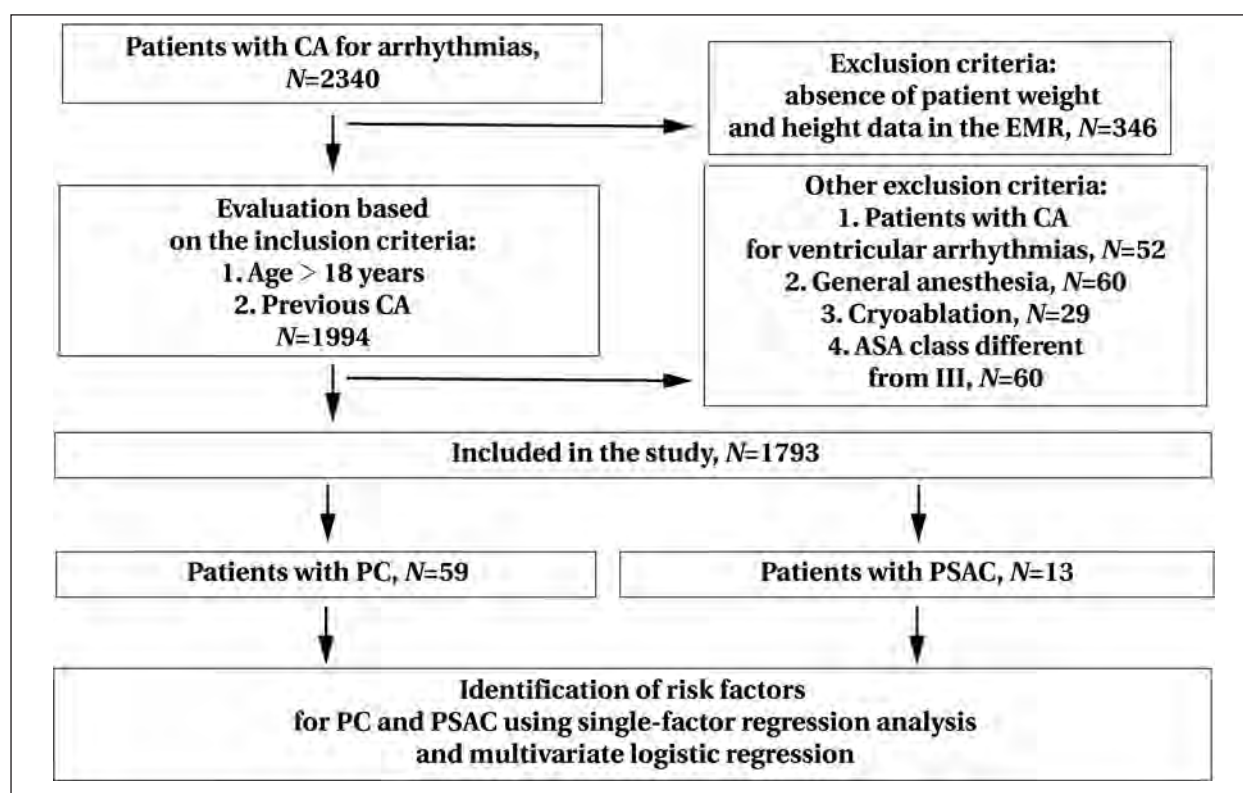 Patients with CA for arrhythmias,
N=2340
Exclusion criteria:
absence of patient weight
and height data in the EMR, N=346
Evaluation based
on the inclusion criteria:
1. Age > 18 years
2. Previous CA
N=1994
Other exclusion criteria:
1. Patients with CA
for ventricular arrhythmias, N=52
2. General anesthesia, N=60
3. Cryoablation, N=29
4. ASA class different
from III, N=60
Included in the study, N=1793
Patients with PC, N=59
Patients with PSAC, N=13
Identification of risk factors
for PC and PSAC using single-factor regression analysis
and multivariate logistic regression